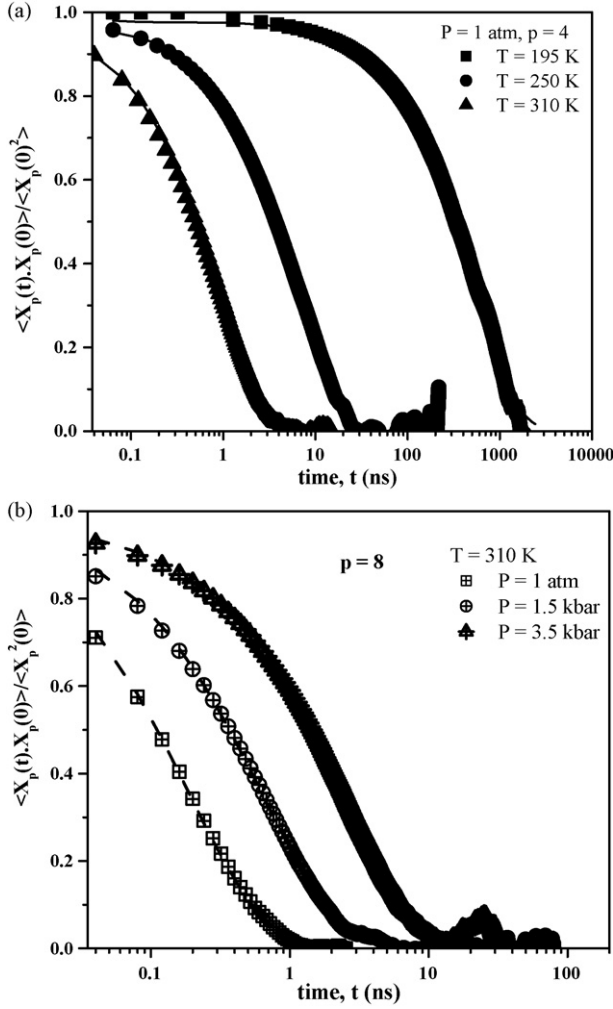 (a)
P = 1 atm, p = 4
T = 195 K
T = 250 K
T = 310 K
<X_p(t).X_p(0)>/<X_p(0)^2>
1.0
0.8
0.6
0.4
0.2
0.0
0.1 1 10 100 1000 10000
time, t (ns)
(b)
p = 8
T = 310 K
P = 1 atm
P = 1.5 kbar
P = 3.5 kbar
<X_p(t).X_p(0)>/<X_p^2(0)>
1.0
0.8
0.6
0.4
0.2
0.0
0.1 1 10 100
time, t (ns)